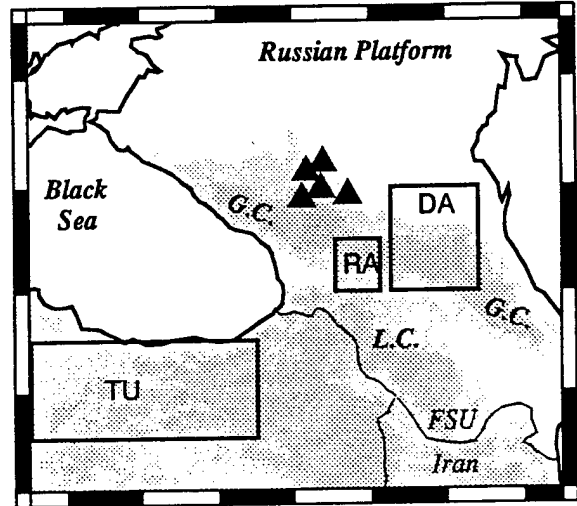 Russian Platform
Black
Sea
G.C.
DA
RA
G.C.
L.C.
TU
FSU
Iran